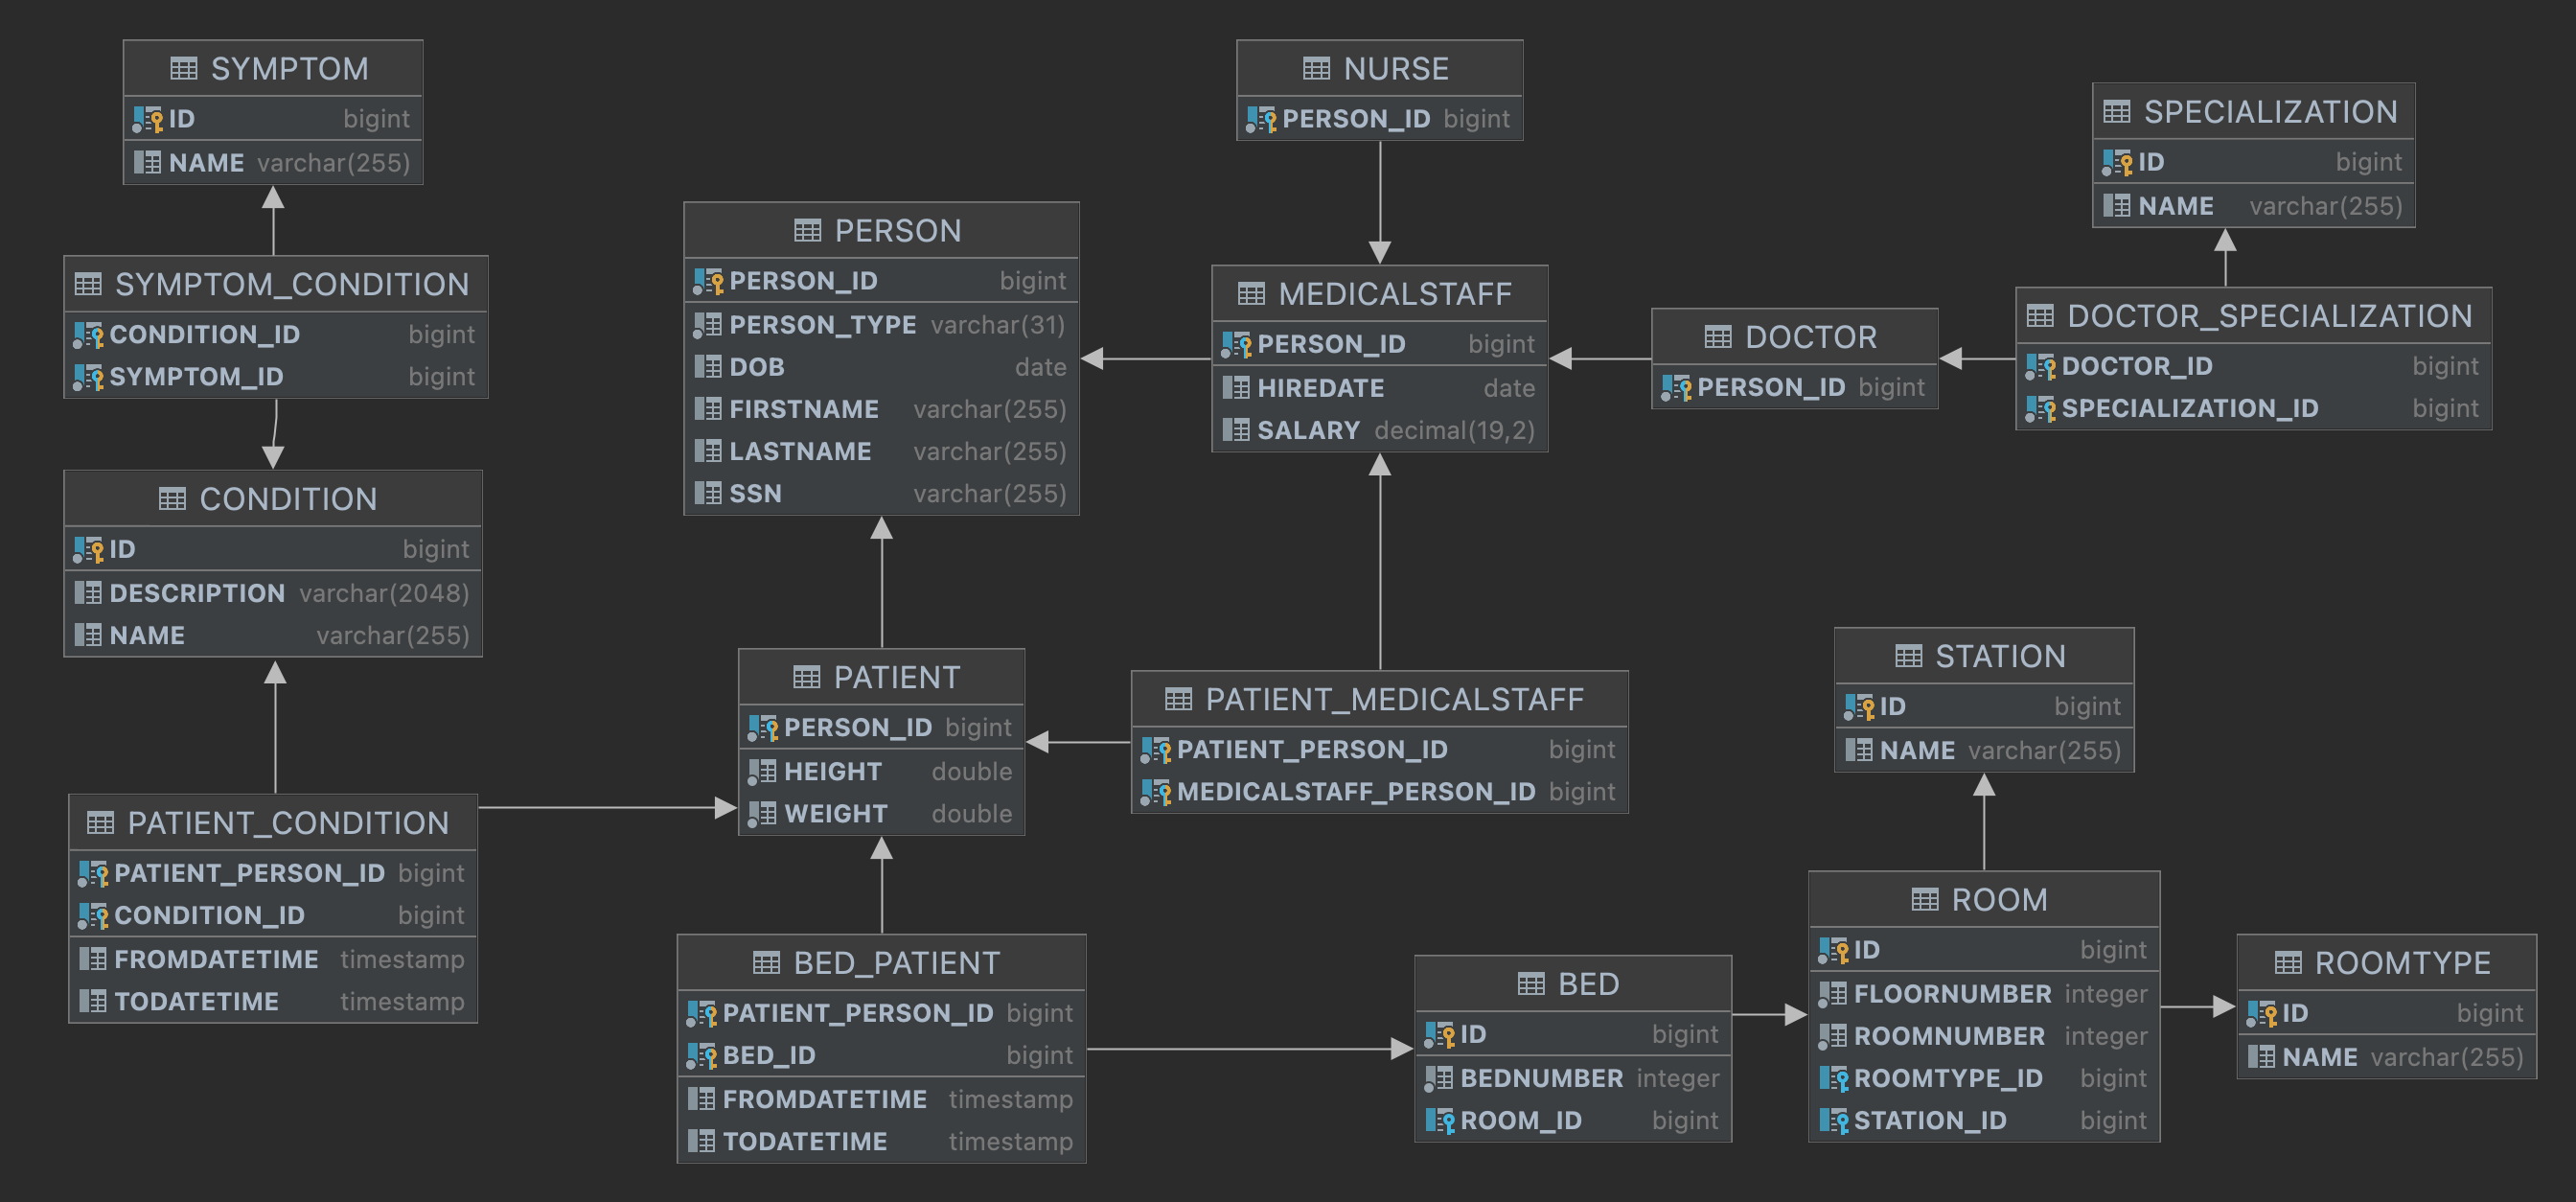 SYMPTOM
ID bigint
NAME varchar(255)
SYMPTOM_CONDITION
CONDITION_ID bigint
SYMPTOM_ID bigint
CONDITION
ID bigint
DESCRIPTION varchar(2048)
NAME varchar(255)
PATIENT_CONDITION
PATIENT_PERSON_ID bigint
CONDITION_ID bigint
FROMDATETIME timestamp
TODATETIME timestamp
PERSON
PERSON_ID bigint
PERSON_TYPE varchar(31)
DOB date
FIRSTNAME varchar(255)
LASTNAME varchar(255)
SSN varchar(255)
PATIENT
PERSON_ID bigint
HEIGHT double
WEIGHT double
BED_PATIENT
PATIENT_PERSON_ID bigint
BED_ID bigint
FROMDATETIME timestamp
TODATETIME timestamp
NURSE
PERSON_ID bigint
MEDICALSTAFF
PERSON_ID bigint
HIREDATE date
SALARY decimal(19,2)
PATIENT_MEDICALSTAFF
PATIENT_PERSON_ID bigint
MEDICALSTAFF_PERSON_ID bigint
BED
ID bigint
BEDNUMBER integer
ROOM_ID bigint
DOCTOR
PERSON_ID bigint
SPECIALIZATION
ID bigint
NAME varchar(255)
DOCTOR_SPECIALIZATION
DOCTOR_ID bigint
SPECIALIZATION_ID bigint
STATION
ID bigint
NAME varchar(255)
ROOM
ID bigint
FLOORNUMBER integer
ROOMNUMBER integer
ROOMTYPE_ID bigint
STATION_ID bigint
ROOMTYPE
ID bigint
NAME varchar(255)